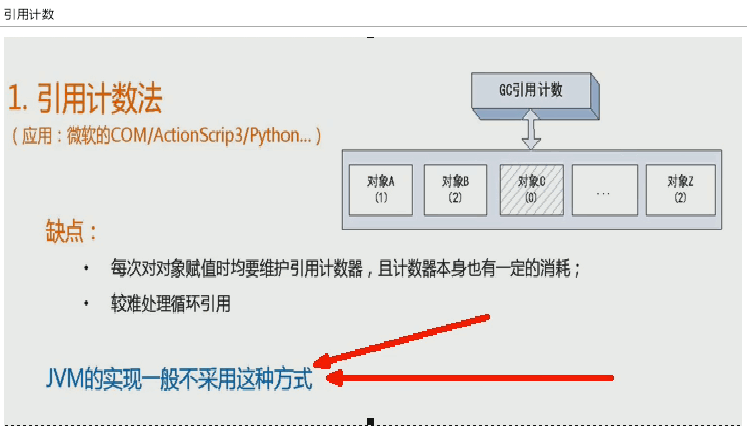 引用计数
1. 引用计数法
（应用：微软的COM/ActionScrip3/Python...）
GC引用计数
对象A
(1)
对象B
(2)
对象C
(0)
...
对象Z
(2)
缺点：
• 每次对对象赋值时均要维护引用计数器，且计数器本身也有一定的消耗；
• 较难处理循环引用
JVM的实现一般不采用这种方式